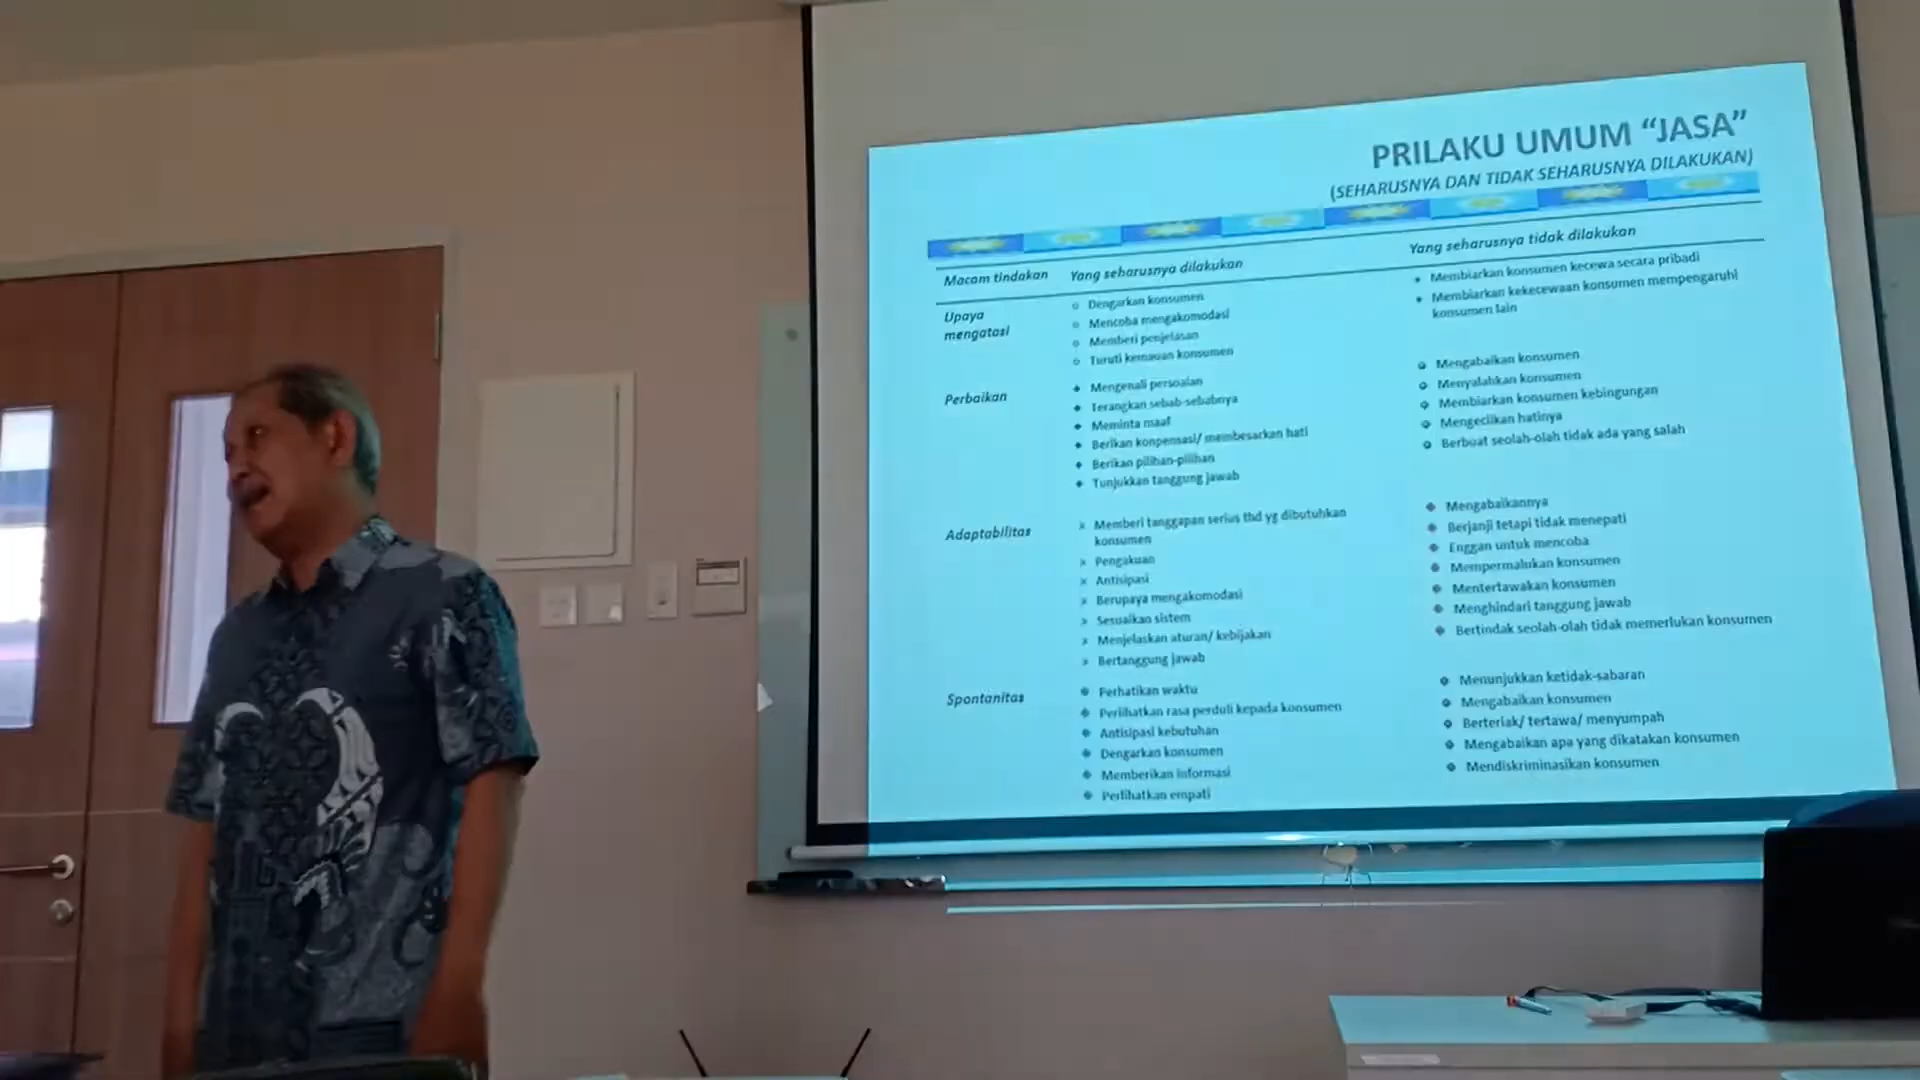 PRILAKU UMUM “JASA”
(SEHARUSNYA DAN TIDAK SEHARUSNYA DILAKUKAN)
Macam tindakan
Yang seharusnya dilakukan
Yang seharusnya tidak dilakukan
Upaya
mengatasi
Dengarkan konsumen
Mencoba mengakomodasi
Memberi penjelasan
Turuti kemauan konsumen
Membiarkan konsumen kecewa secara pribadi
Membiarkan kekecewaan konsumen mempengaruhi
konsumen lain
Perbaikan
Mengenali persoalan
Terangkan sebab-sebabnya
Meminta maaf
Berikan konpensasi/ membesarkan hati
Berikan pilihan-pilihan
Tunjukkan tanggung jawab
Mengabaikan konsumen
Menyalahkan konsumen
Membiarkan konsumen kebingungan
Mengecilkan hatinya
Berbuat seolah-olah tidak ada yang salah
Adaptabilitas
Memberi tanggapan serius thd yg dibutuhkan
konsumen
Pengakuan
Antisipasi
Berupaya mengakomodasi
Sesuaikan sistem
Menjelaskan aturan/ kebijakan
Bertanggung jawab
Mengabaikannya
Berjanji tetapi tidak menepati
Enggan untuk mencoba
Mempermalukan konsumen
Mentertawakan konsumen
Menghindari tanggung jawab
Bertindak seolah-olah tidak memerlukan konsumen
Spontanitas
Perhatikan waktu
Perlihatkan rasa perduli kepada konsumen
Antisipasi kebutuhan
Dengarkan konsumen
Memberikan informasi
Perlihatkan empati
Menunjukkan ketidak-sabaran
Mengabaikan konsumen
Berteriak/ tertawa/ menyumpah
Mengabaikan apa yang dikatakan konsumen
Mendiskriminasikan konsumen